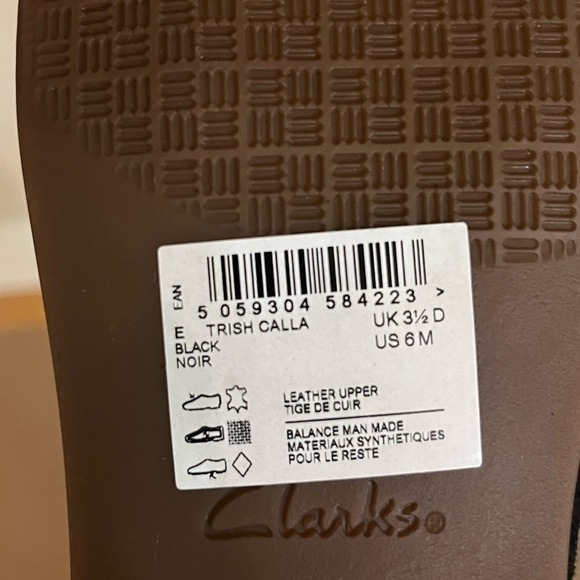 EAN
5 059304 584223 >
E TRISH CALLA UK 3½ D
BLACK US 6 M
NOIR
LEATHER UPPER
TIGE DE CUIR
BALANCE MAN MADE
MATERIAUX SYNTHETIQUES
POUR LE RESTE
Clarks®